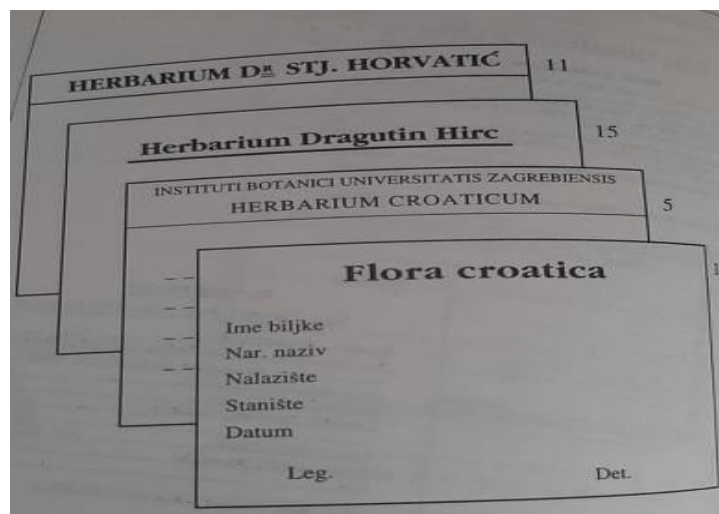 HERBARIUM DR STJ. HORVATIĆ 11
Herbarium Dragutin Hirc 15
INSTITUTI BOTANICI UNIVERSITATIS ZAGREBIENSIS
HERBARIUM CROATICUM 5
Flora croatica
Ime biljke
Nar. naziv
Nalazište
Stanište
Datum
Leg. Det.